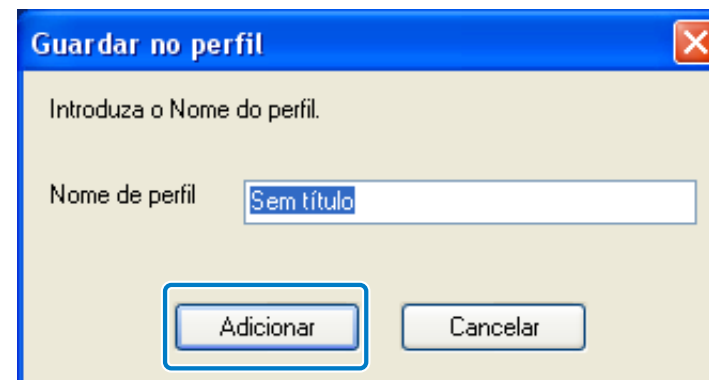 Guardar no perfil
Introduza o Nome do perfil.
Nome de perfil Sem título
Adicionar Cancelar